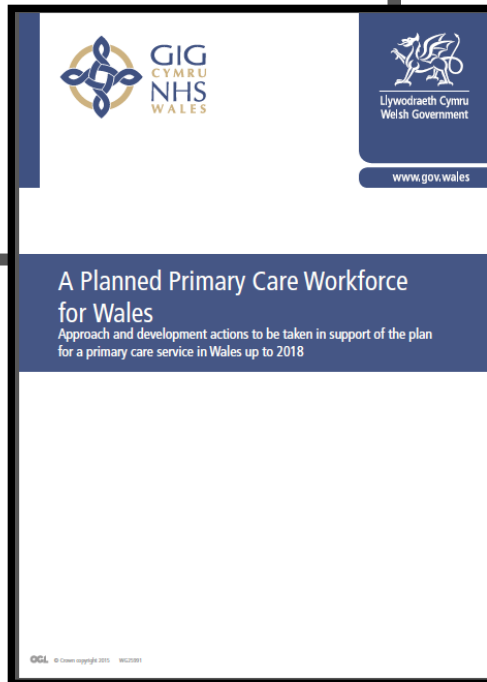 GIG
CYMRU
NHS
WALES
Llywodraeth Cymru
Welsh Government
www.gov.wales
A Planned Primary Care Workforce
for Wales
Approach and development actions to be taken in support of the plan
for a primary care service in Wales up to 2018
OGL © Crown copyright 2015